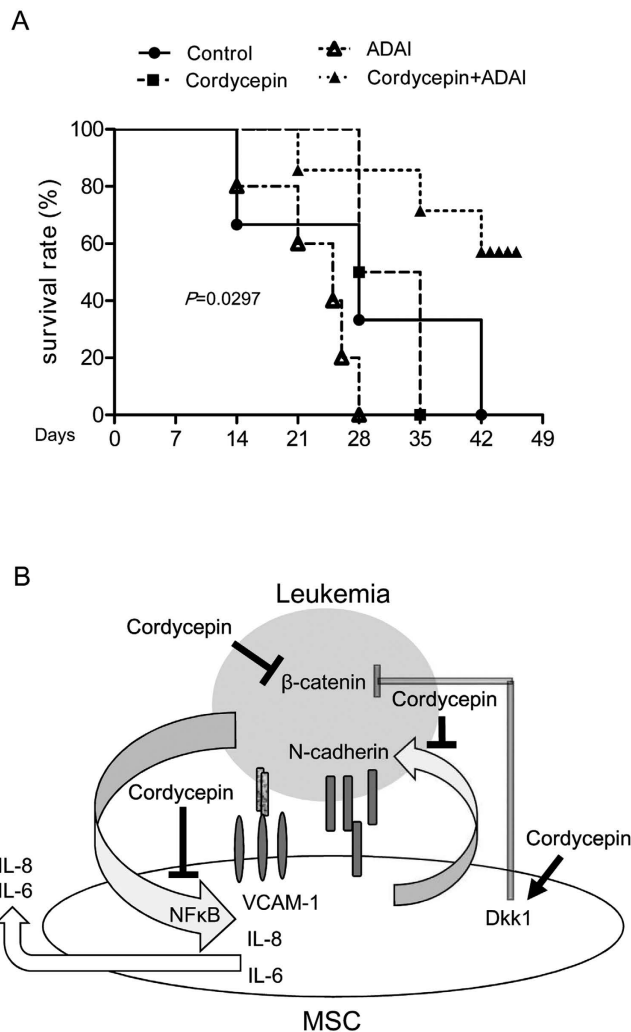 A
Control
ADAI
Cordycepin
Cordycepin+ADAI
survival rate (%)
100
80
60
40
20
0
P=0.0297
Days
0 7 14 21 28 35 42 49
B
Leukemia
Cordycepin
β-catenin
Cordycepin
N-cadherin
Cordycepin
Cordycepin
IL-8
IL-6
NFκB
VCAM-1
Dkk1
IL-8
IL-6
MSC